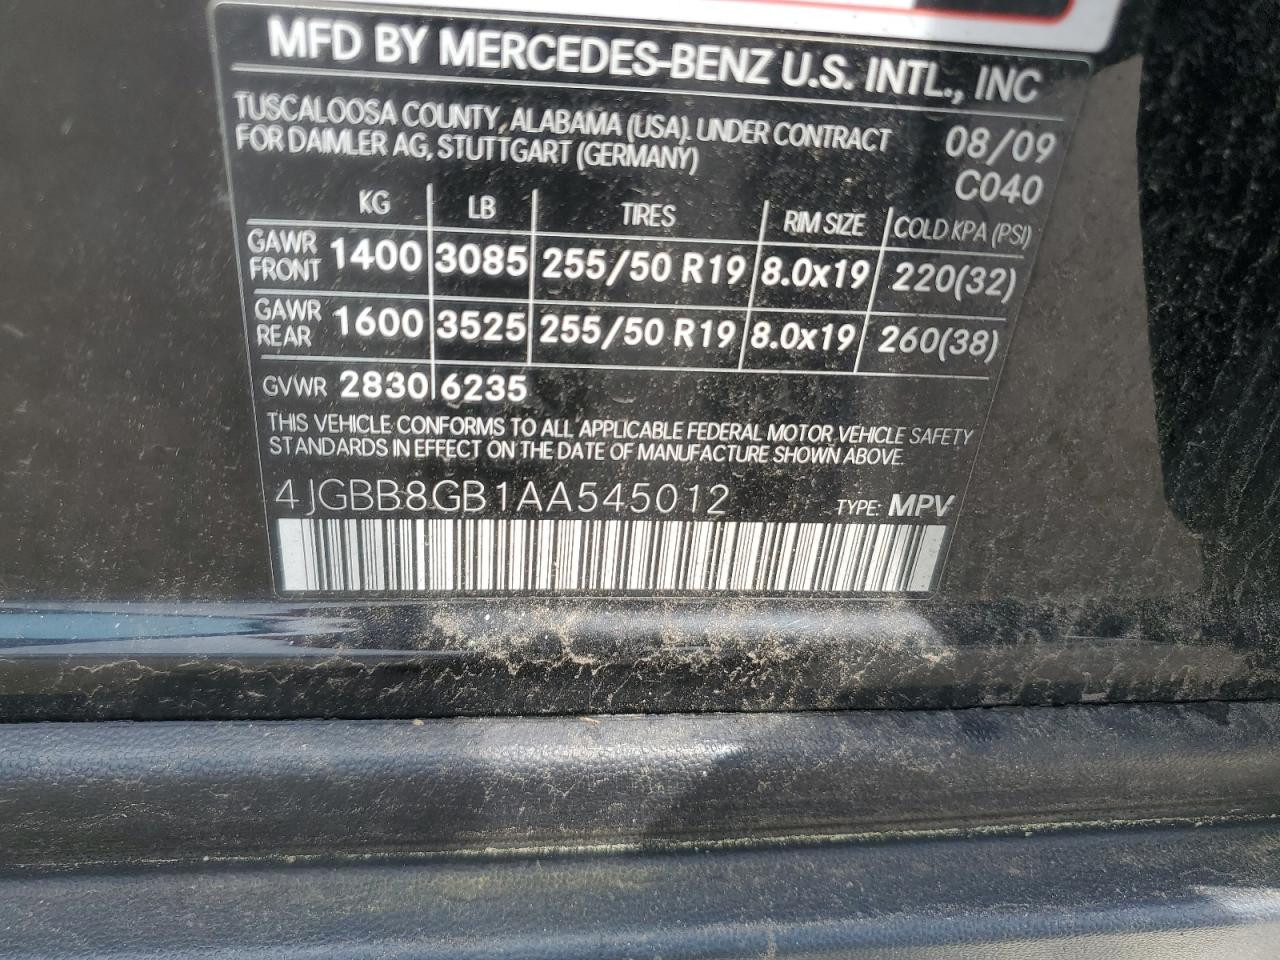 MFD BY MERCEDES-BENZ U.S. INTL., INC
TUSCALOOSA COUNTY, ALABAMA (USA), UNDER CONTRACT 08/09
FOR DAIMLER AG, STUTTGART (GERMANY) C040
KG LB TIRES RIM SIZE COLD KPA (PSI)
GAWR FRONT 1400 3085 255/50 R19 8.0x19 220(32)
GAWR REAR 1600 3525 255/50 R19 8.0x19 260(38)
GVWR 2830 6235
THIS VEHICLE CONFORMS TO ALL APPLICABLE FEDERAL MOTOR VEHICLE SAFETY
STANDARDS IN EFFECT ON THE DATE OF MANUFACTURE SHOWN ABOVE.
4JGBB8GB1AA545012 TYPE: MPV